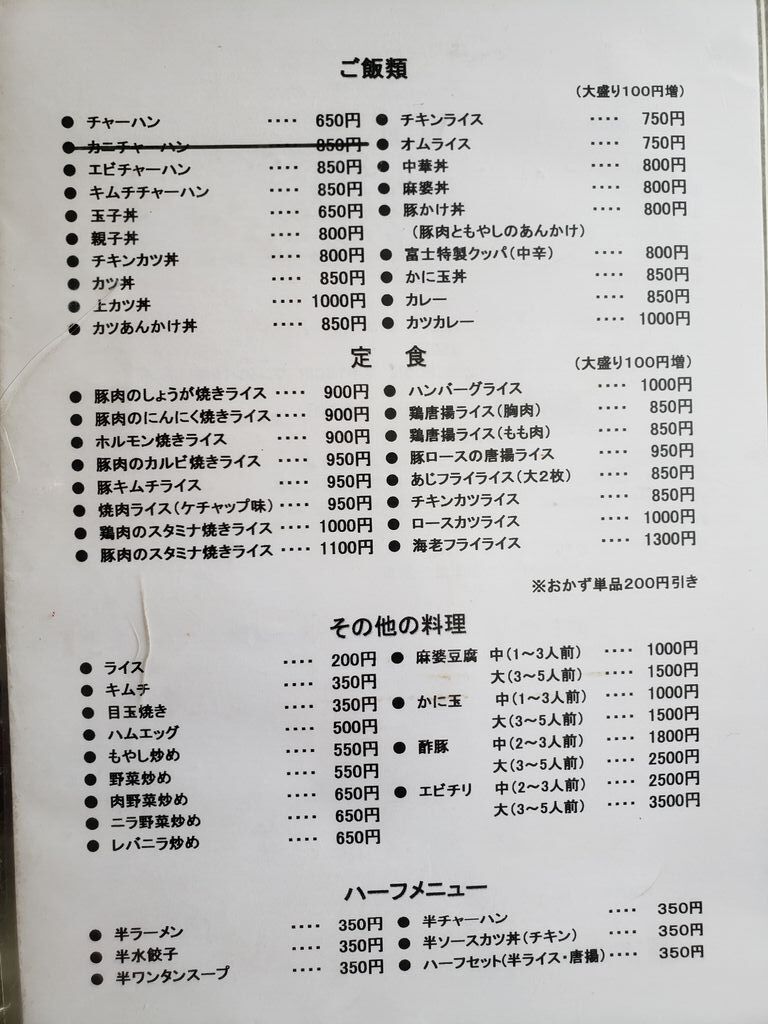 ご飯類
(大盛り100円増)
● チャーハン ････ 650円
● カニチャーハン 850円
● エビチャーハン ････ 850円
● キムチチャーハン ････ 850円
● 玉子丼 ････ 650円
● 親子丼 ････ 800円
● チキンカツ丼 ････ 800円
● カツ丼 ････ 850円
● 上カツ丼 ････ 1000円
● カツあんかけ丼 ････ 850円
● チキンライス ････ 750円
● オムライス ････ 750円
● 中華丼 ････ 800円
● 麻婆丼 ････ 800円
● 豚かけ丼 ････ 800円
(豚肉ともやしのあんかけ)
● 富士特製クッパ(中辛) ････ 800円
● かに玉丼 ････ 850円
● カレー ････ 850円
● カツカレー ････ 1000円
定 食
(大盛り100円増)
● 豚肉のしょうが焼きライス ････ 900円
● 豚肉のにんにく焼きライス ････ 900円
● ホルモン焼きライス ････ 900円
● 豚肉のカルビ焼きライス ････ 950円
● 豚キムチライス ････ 950円
● 焼肉ライス(ケチャップ味) ････ 950円
● 鶏肉のスタミナ焼きライス ････ 1000円
● 豚肉のスタミナ焼きライス ････ 1100円
● ハンバーグライス ････ 1000円
● 鶏唐揚ライス(胸肉) ････ 850円
● 鶏唐揚ライス(もも肉) ････ 850円
● 豚ロースの唐揚ライス ････ 950円
● あじフライライス(大2枚) ････ 850円
● チキンカツライス ････ 850円
● ロースカツライス ････ 1000円
● 海老フライライス ････ 1300円
※おかず単品200円引き
その他の料理
● ライス ････ 200円
● キムチ ････ 350円
● 目玉焼き ････ 350円
● ハムエッグ ････ 500円
● もやし炒め ････ 550円
● 野菜炒め ････ 550円
● 肉野菜炒め ････ 650円
● ニラ野菜炒め ････ 650円
● レバニラ炒め ････ 650円
● 麻婆豆腐 中(1～3人前) ････ 1000円
大(3～5人前) ････ 1500円
● かに玉 中(1～3人前) ････ 1000円
大(3～5人前) ････ 1500円
● 酢豚 中(2～3人前) ････ 1800円
大(3～5人前) ････ 2500円
● エビチリ 中(2～3人前) ････ 2500円
大(3～5人前) ････ 3500円
ハーフメニュー
● 半ラーメン ････ 350円
● 半水餃子 ････ 350円
● 半ワンタンスープ ････ 350円
● 半チャーハン ････ 350円
● 半ソースカツ丼(チキン) ････ 350円
● ハーフセット(半ライス・唐揚) ････ 350円